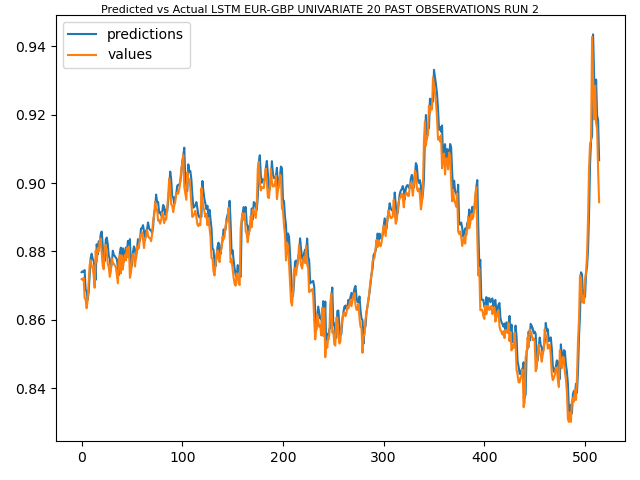 Predicted vs Actual LSTM EUR-GBP UNIVARIATE 20 PAST OBSERVATIONS RUN 2
predictions
values
0.94
0.92
0.90
0.88
0.86
0.84
0 100 200 300 400 500